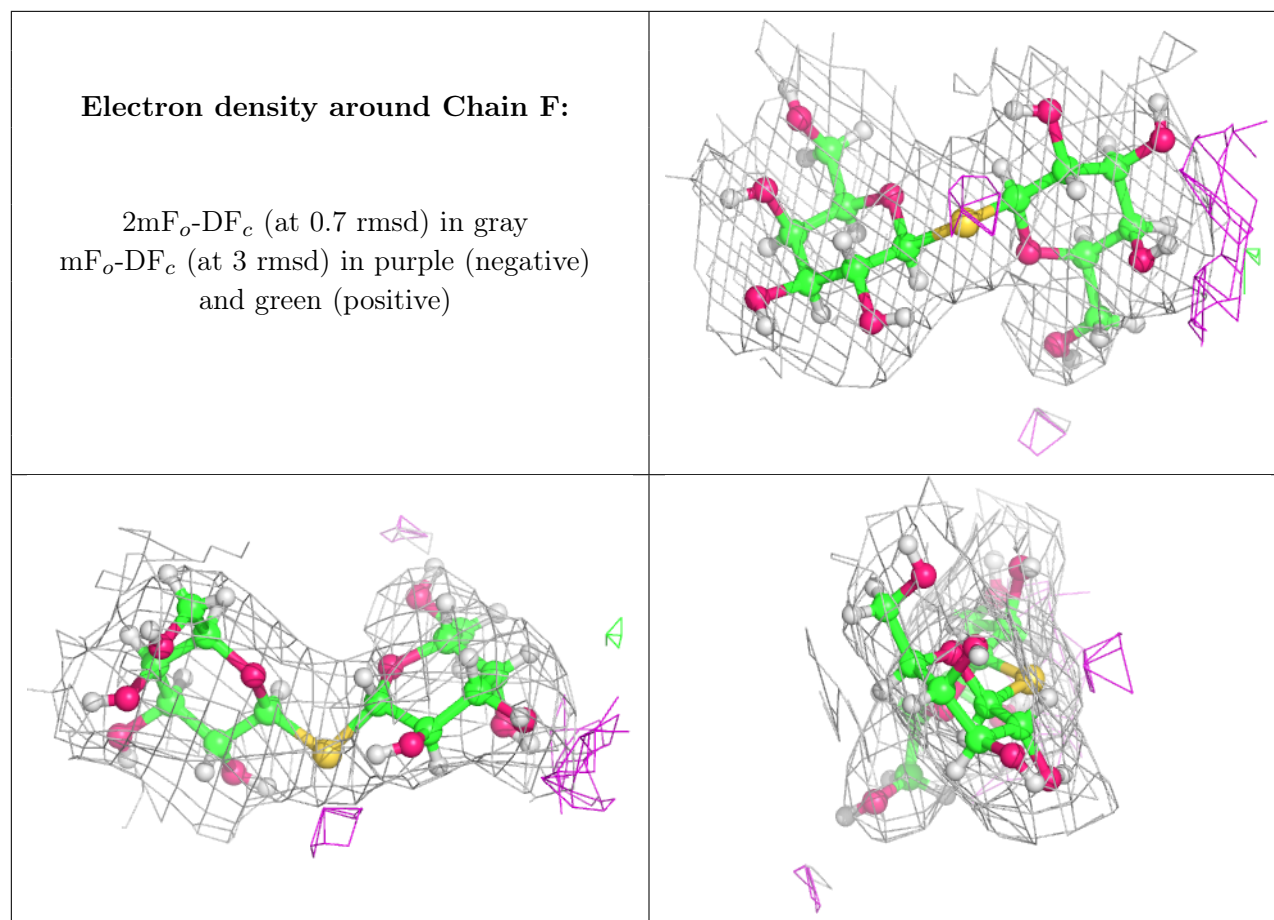 Electron density around Chain F:
2mFₒ-DF𝒸 (at 0.7 rmsd) in gray
mFₒ-DF𝒸 (at 3 rmsd) in purple (negative)
and green (positive)